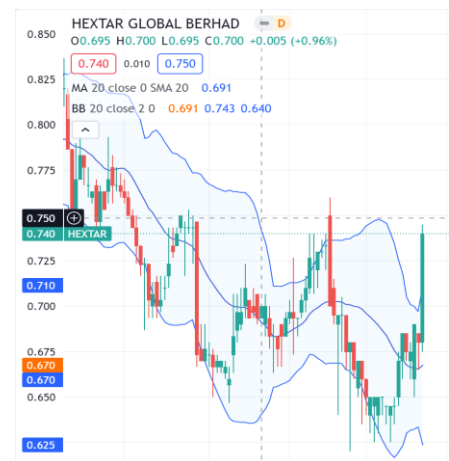 HEXTAR GLOBAL BERHAD D
O0.695 H0.700 L0.695 C0.700 +0.005 (+0.96%)
0.740 0.010 0.750
MA 20 close 0 SMA 20 0.691
BB 20 close 2 0 0.691 0.743 0.640
0.850
0.825
0.800
0.775
0.750
0.740 HEXTAR
0.725
0.710
0.700
0.675
0.670
0.670
0.650
0.625